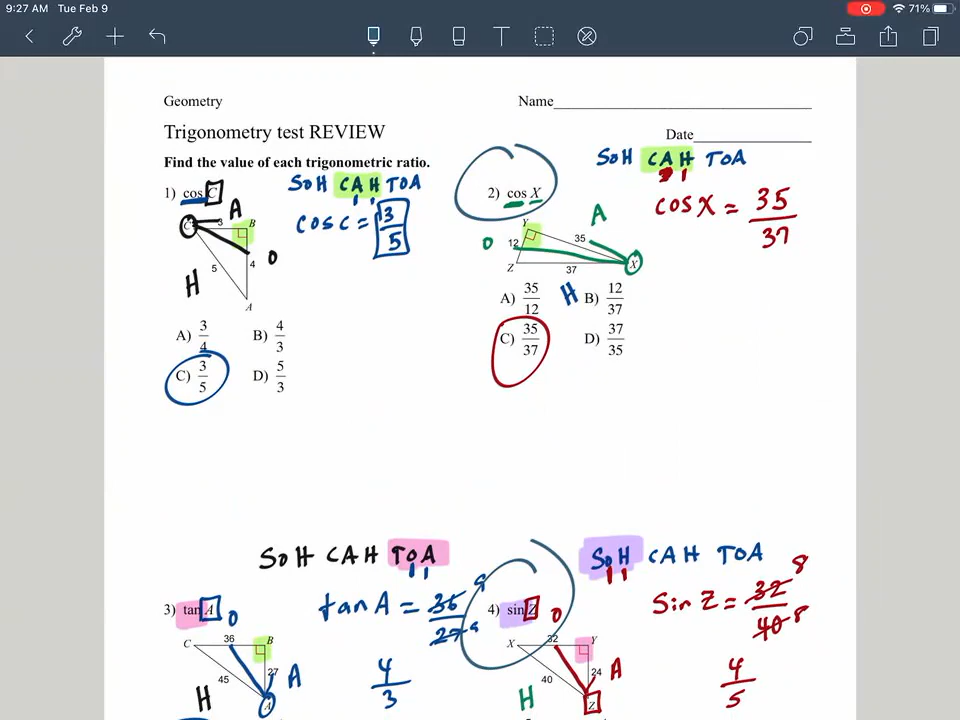 9:27 AM Tue Feb 9
71%
Geometry
Name
Trigonometry test REVIEW
Date
Find the value of each trigonometric ratio.
1) cos C
SOH CAH TOA
cos C = 3/5
A
C 3 B
4 O
5
H
A
A) 3/4 B) 4/3
C) 3/5 D) 5/3
SOH CAH TOA
2) cos X
cos X = 35/37
A
Y
O 12 35
Z 37 X
H
A) 35/12 B) 12/37
C) 35/37 D) 37/35
SOH CAH TOA
3) tan A
tan A = 36/27 9 9
4/3
O
C 36 B
27 A
45
H
A
SOH CAH TOA
4) sin Z
sin Z = 32/40 8 8
4/5
O
X 32 Y
24 A
40
H
Z